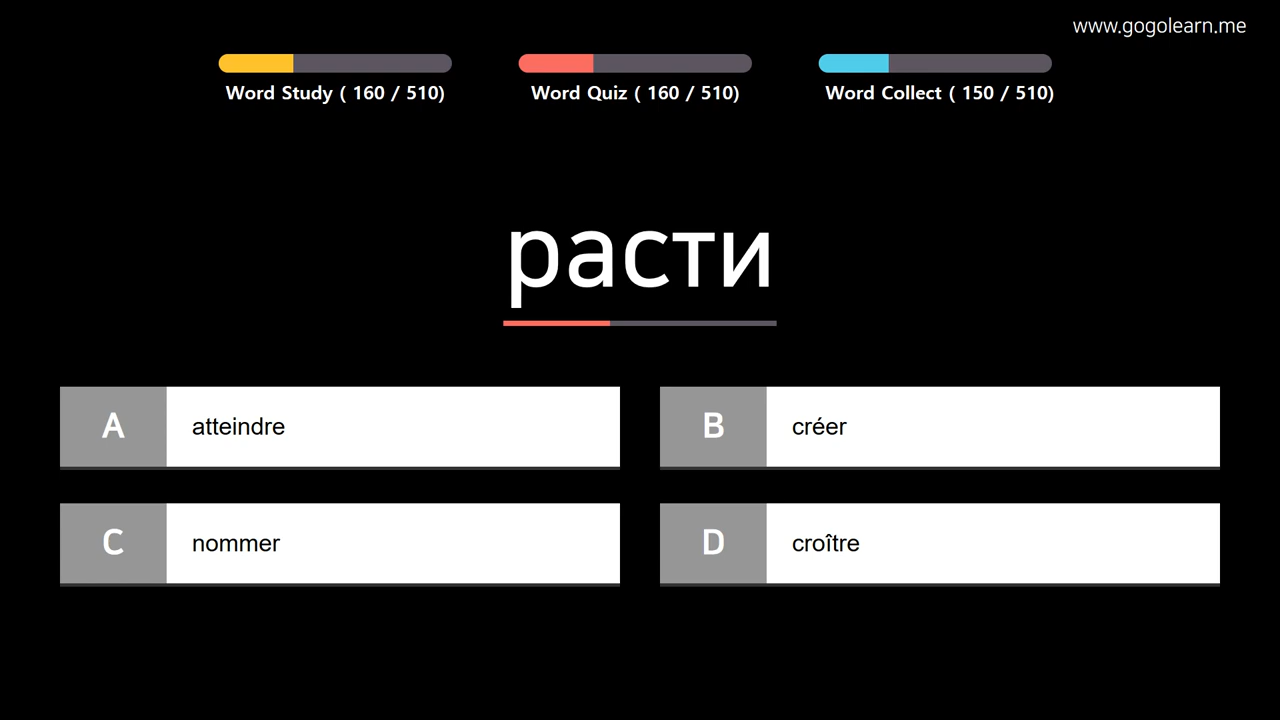 www.gogolearn.me
Word Study ( 160 / 510)
Word Quiz ( 160 / 510)
Word Collect ( 150 / 510)
расти
A
atteindre
B
créer
C
nommer
D
croître